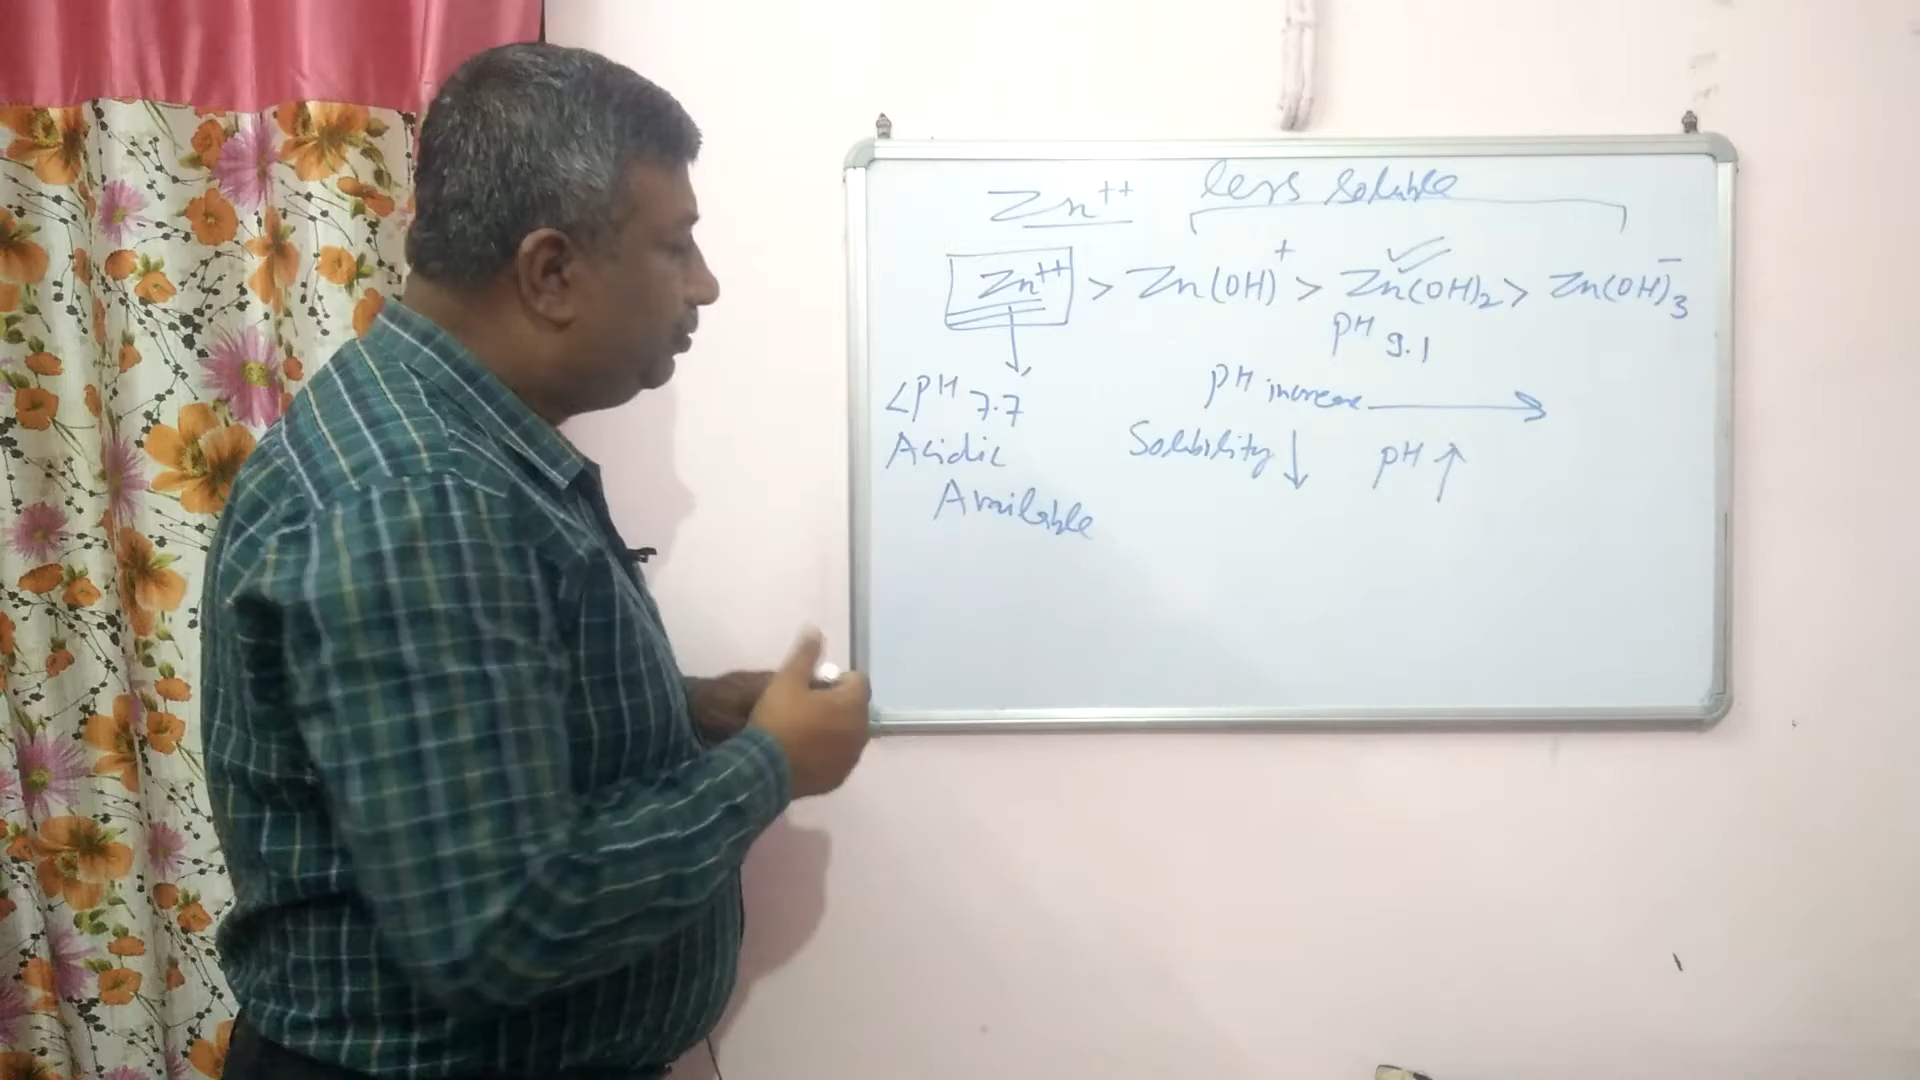 Zn++ less soluble
Zn++ > Zn(OH)+ > Zn(OH)2 > Zn(OH)3-
pH 9.1
<pH 7.7
pH increase
Acidic
Solubility ↓ pH ↑
Available